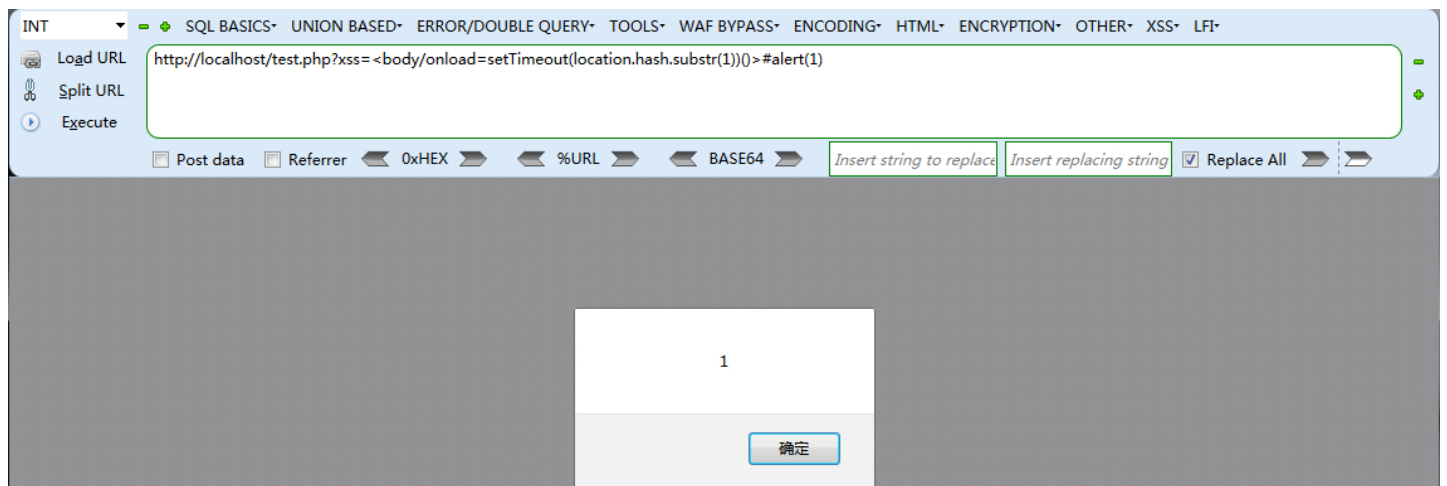 INT SQL BASICS UNION BASED ERROR/DOUBLE QUERY TOOLS WAF BYPASS ENCODING HTML ENCRYPTION OTHER XSS LFI
Load URL http://localhost/test.php?xss=<body/onload=setTimeout(location.hash.substr(1))()>#alert(1)
Split URL
Execute
Post data Referrer 0xHEX %URL BASE64 Insert string to replace Insert replacing string Replace All
1
确定